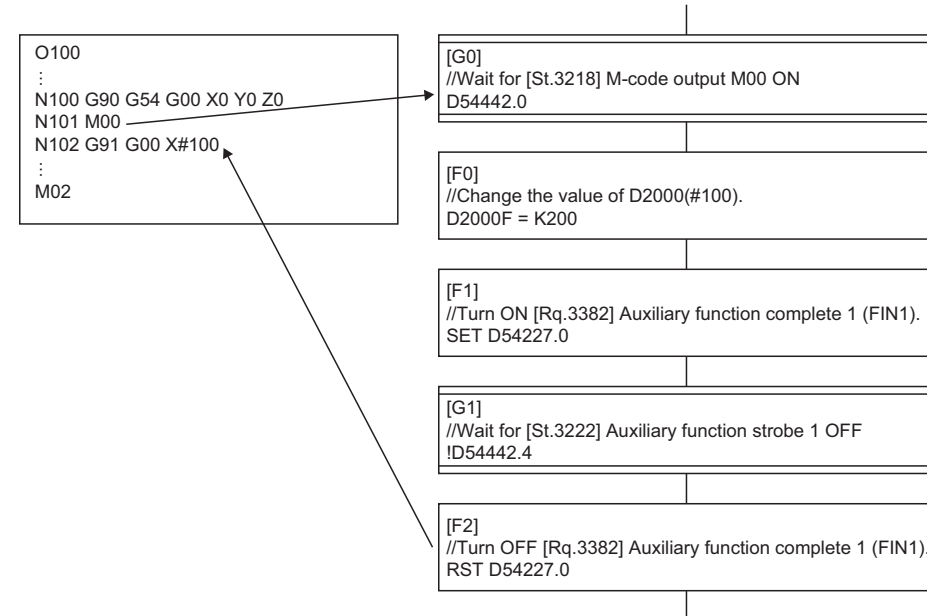 O100
⋮
N100 G90 G54 G00 X0 Y0 Z0
N101 M00
N102 G91 G00 X#100
⋮
M02
[G0]
//Wait for [St.3218] M-code output M00 ON
D54442.0
[F0]
//Change the value of D2000(#100).
D2000F = K200
[F1]
//Turn ON [Rq.3382] Auxiliary function complete 1 (FIN1).
SET D54227.0
[G1]
//Wait for [St.3222] Auxiliary function strobe 1 OFF
!D54442.4
[F2]
//Turn OFF [Rq.3382] Auxiliary function complete 1 (FIN1).
RST D54227.0